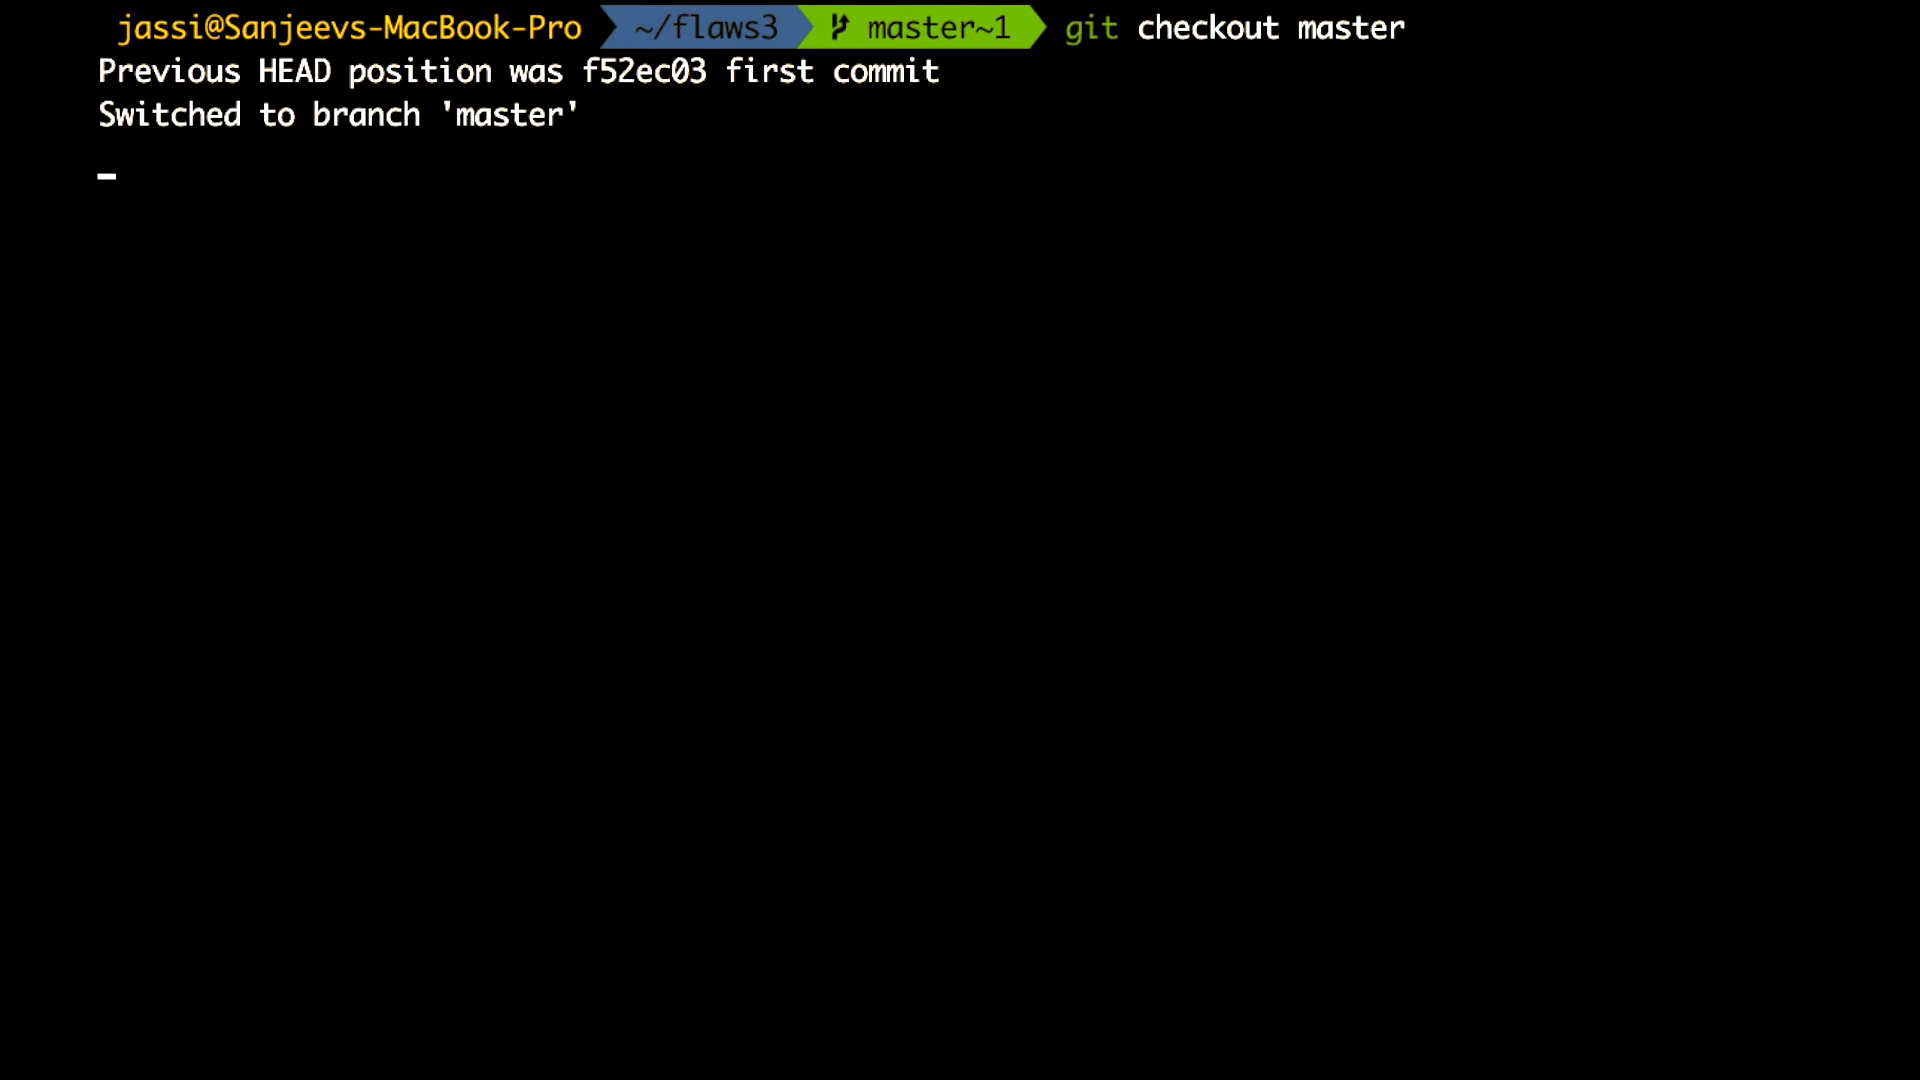 jassi@Sanjeevs-MacBook-Pro ~/flaws3 master~1 git checkout master
Previous HEAD position was f52ec03 first commit
Switched to branch 'master'